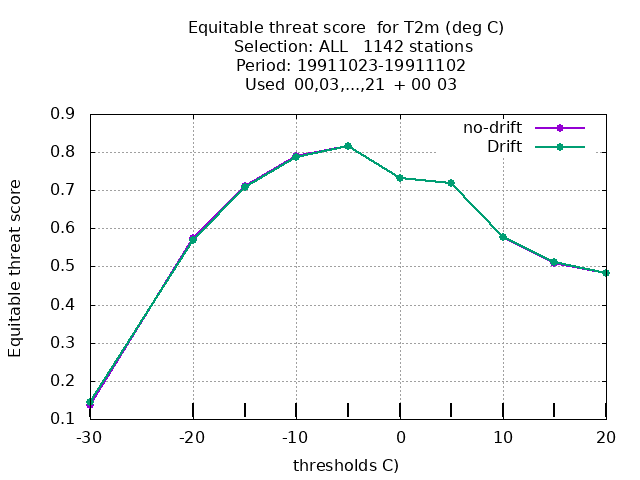 Equitable threat score  for T2m (deg C)
Selection: ALL   1142 stations
Period: 19911023-19911102
Used  00,03,...,21  + 00 03
no-drift
Drift
Equitable threat score
0.9
0.8
0.7
0.6
0.5
0.4
0.3
0.2
0.1
-30 -20 -10 0 10 20
thresholds C)